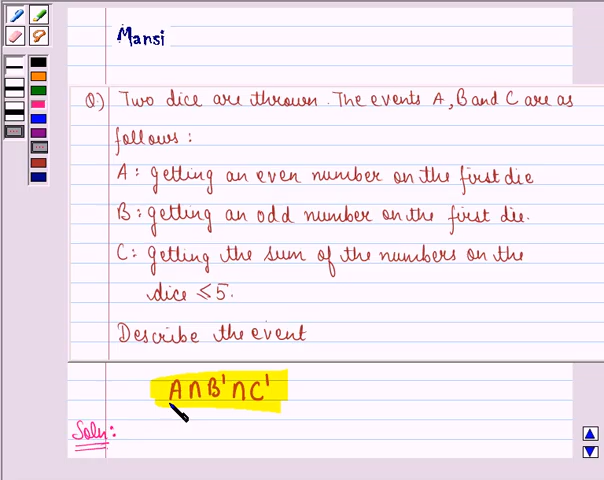 Mansi
Q:) Two dice are thrown. The events A, B and C are as
follows:
A: getting an even number on the first die
B: getting an odd number on the first die.
C: getting the sum of the numbers on the
dice ≤ 5.
Describe the event
A ∩ B' ∩ C'
Soln: